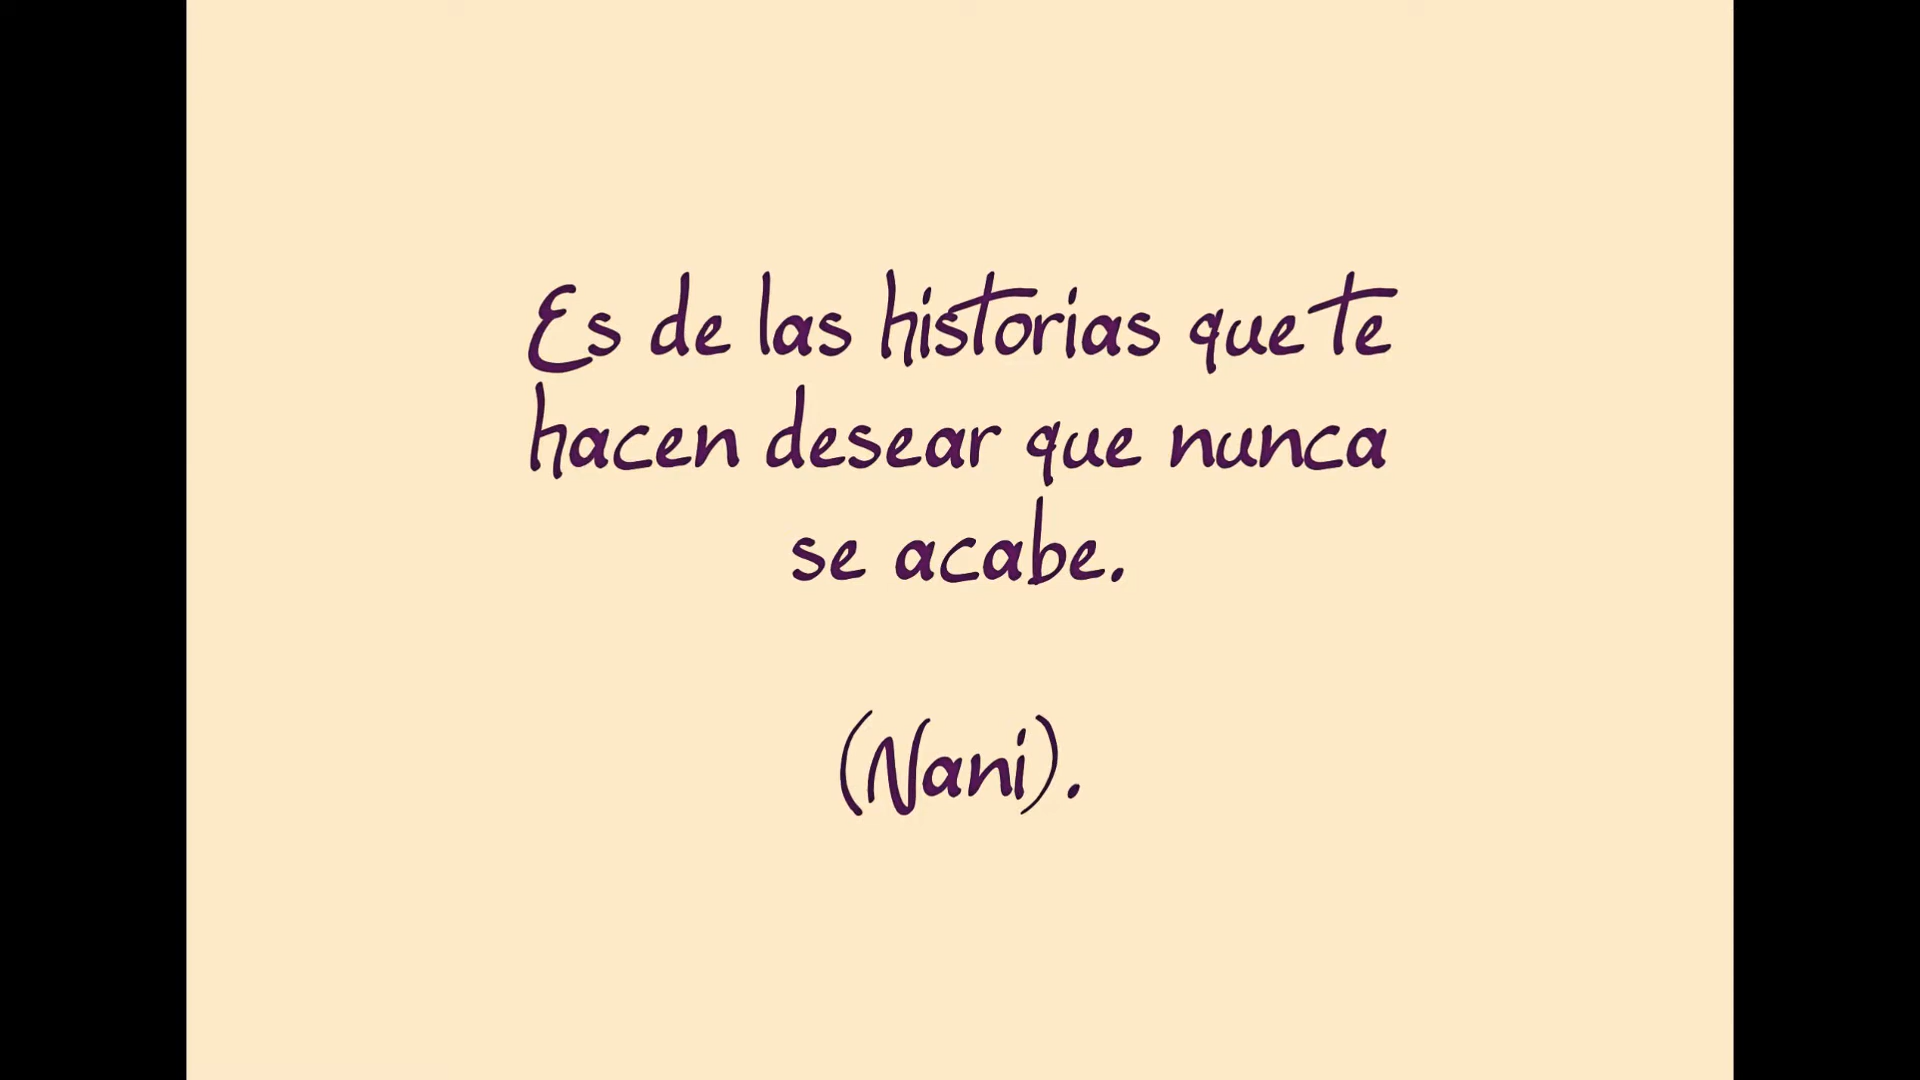 Es de las historias que te
hacen desear que nunca
se acabe.
(Nani).